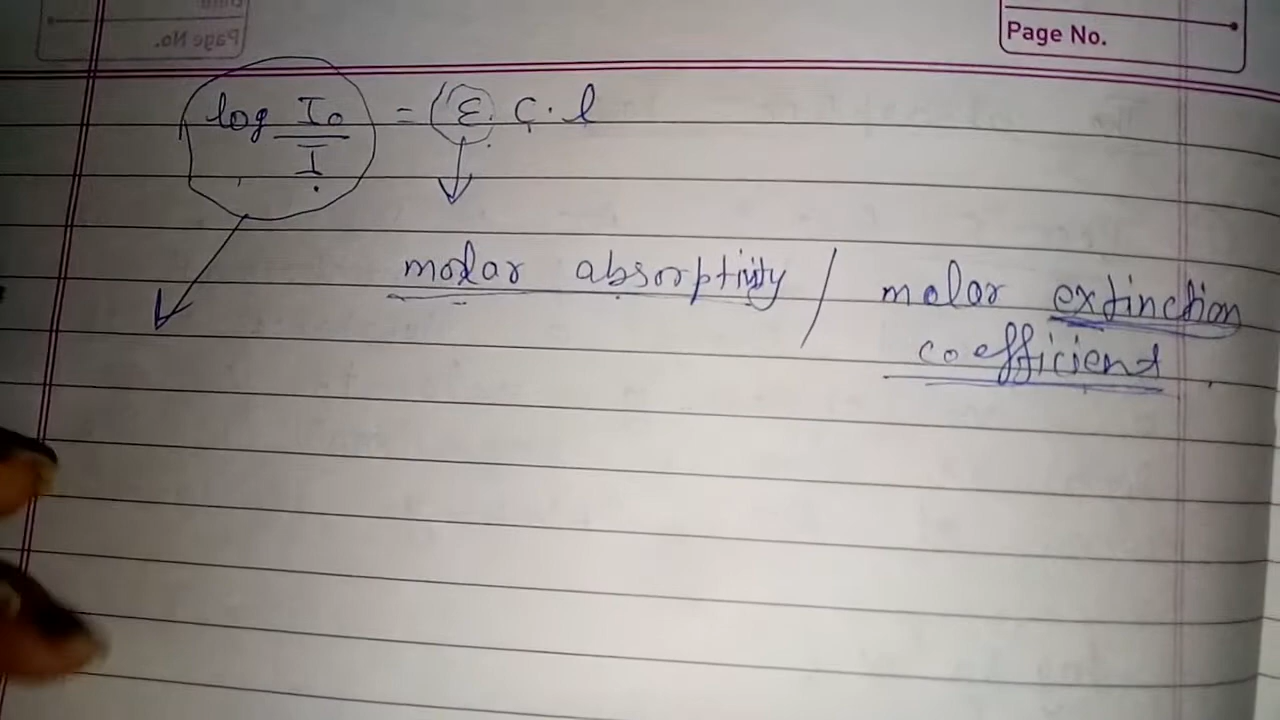 Page No.
log I₀/I = ε. c. l
molar absorptivity / molar extinction
coefficient